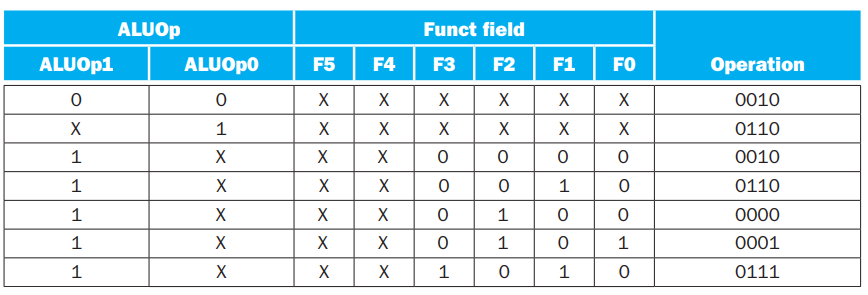 ALUOp Funct field
ALUOp1 ALUOp0 F5 F4 F3 F2 F1 F0 Operation
0 0 X X X X X X 0010
X 1 X X X X X X 0110
1 X X X 0 0 0 0 0010
1 X X X 0 0 1 0 0110
1 X X X 0 1 0 0 0000
1 X X X 0 1 0 1 0001
1 X X X 1 0 1 0 0111